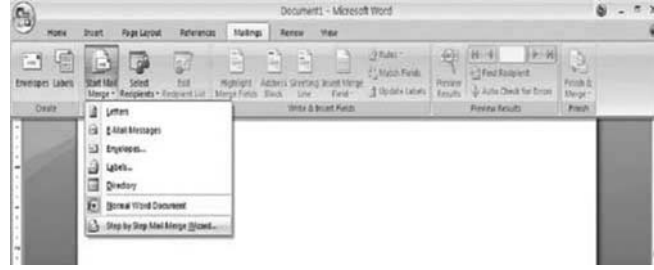 Document1 - Microsoft Word
Home Insert Page Layout References Mailings Review View
Envelopes Labels
Start Mail Merge Select Recipients Edit Recipient List
Highlight Merge Fields Address Block Greeting Line Insert Merge Field
Rules
Match Fields
Update Labels
Preview Results
Find Recipient
Auto Check for Errors
Finish & Merge
Create Write & Insert Fields Preview Results Finish
Letters
E-Mail Messages
Envelopes...
Labels...
Directory
Normal Word Document
Step by Step Mail Merge Wizard...